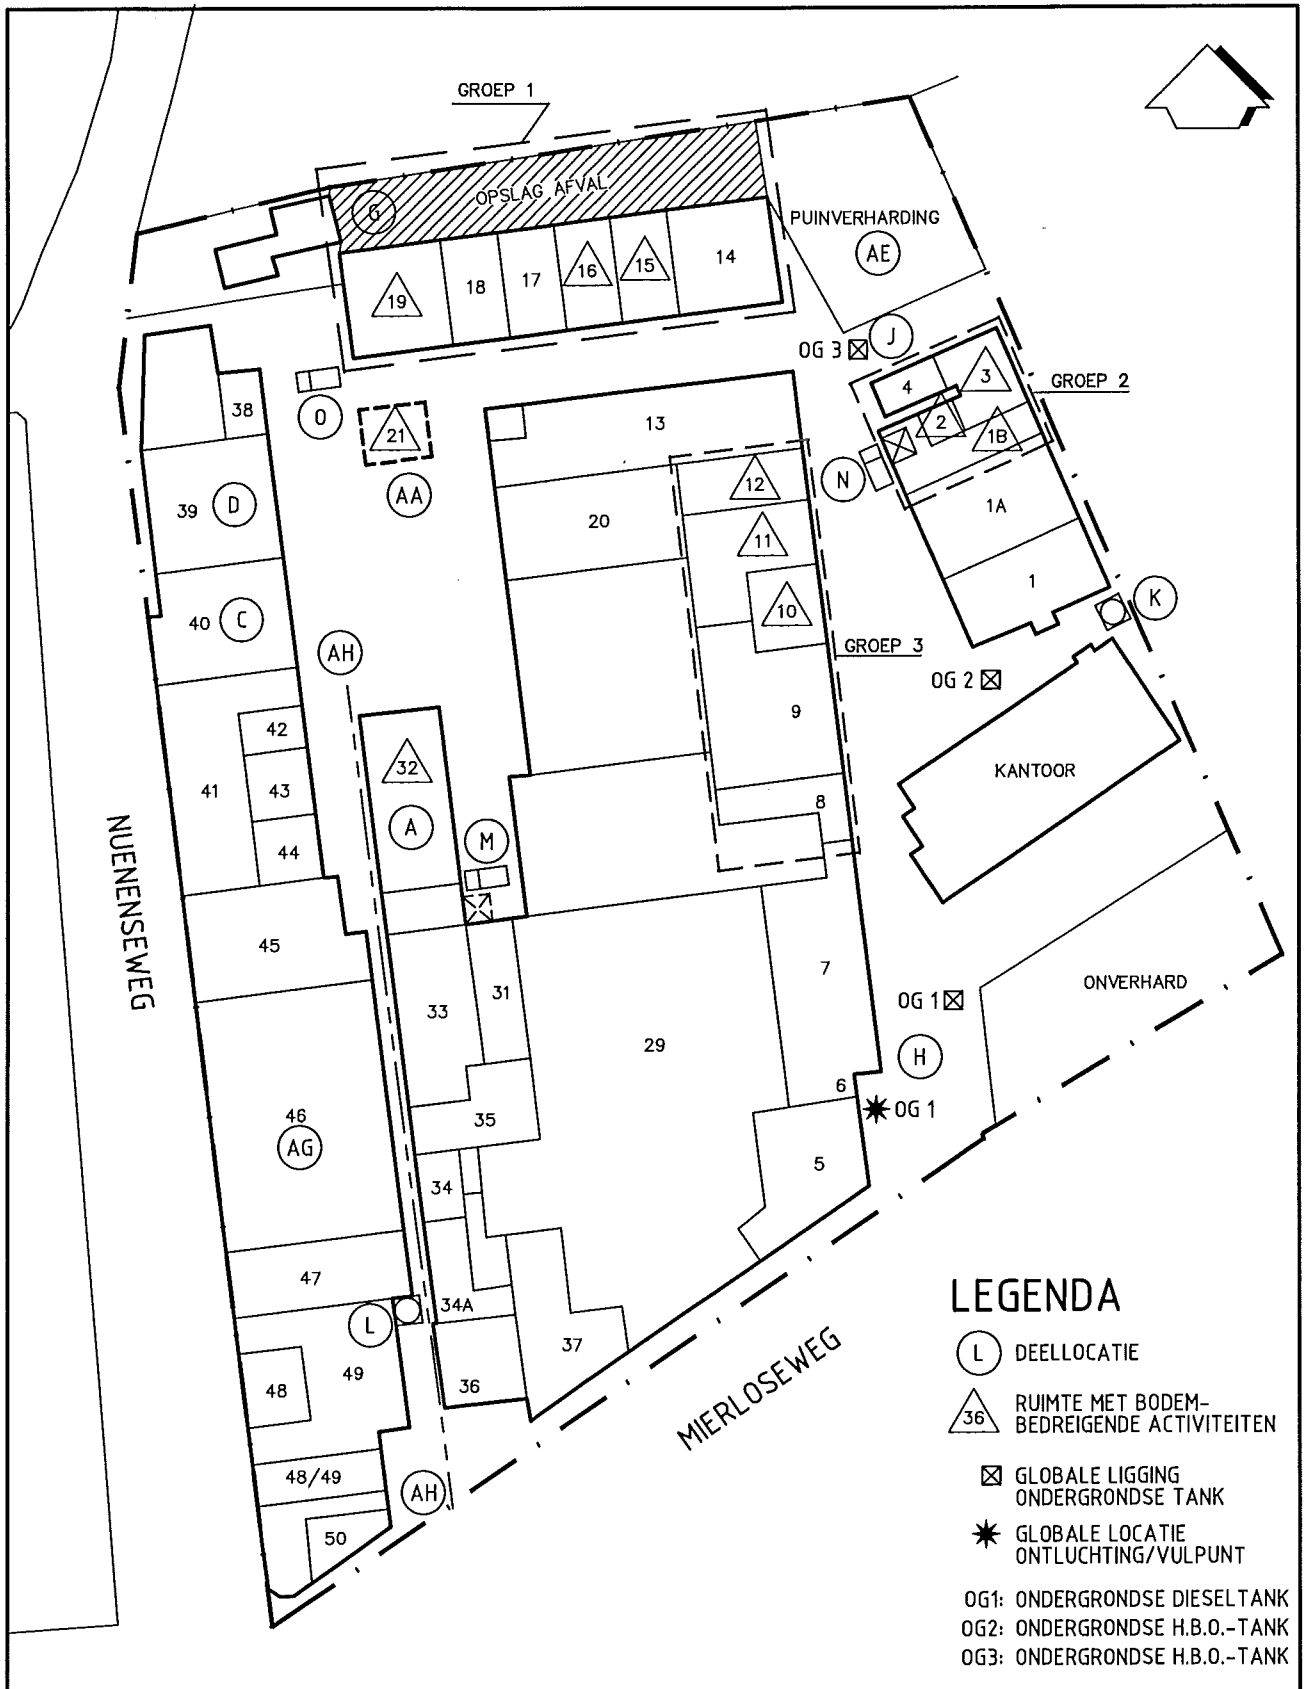 GROEP 1
OPSLAG AFVAL
G
PUINVERHARDING
AE
19
18
17
16
15
14
OG 3
J
4
3
GROEP 2
2
1B
N
1A
1
K
38
O
21
AA
13
39
D
20
12
11
10
40
C
AH
GROEP 3
OG 2
9
42
41
43
44
32
A
M
8
KANTOOR
NUENENSEWEG
45
33
31
29
7
OG 1
ONVERHARD
H
6
OG 1
46
AG
35
5
34
47
34A
L
37
48
49
36
48/49
AH
50
MIERLOSEWEG
LEGENDA
L DEELLOCATIE
36 RUIMTE MET BODEM-
BEDREIGENDE ACTIVITEITEN
GLOBALE LIGGING
ONDERGRONDSE TANK
GLOBALE LOCATIE
ONTLUCHTING/VULPUNT
OG1: ONDERGRONDSE DIESELTANK
OG2: ONDERGRONDSE H.B.O.-TANK
OG3: ONDERGRONDSE H.B.O.-TANK